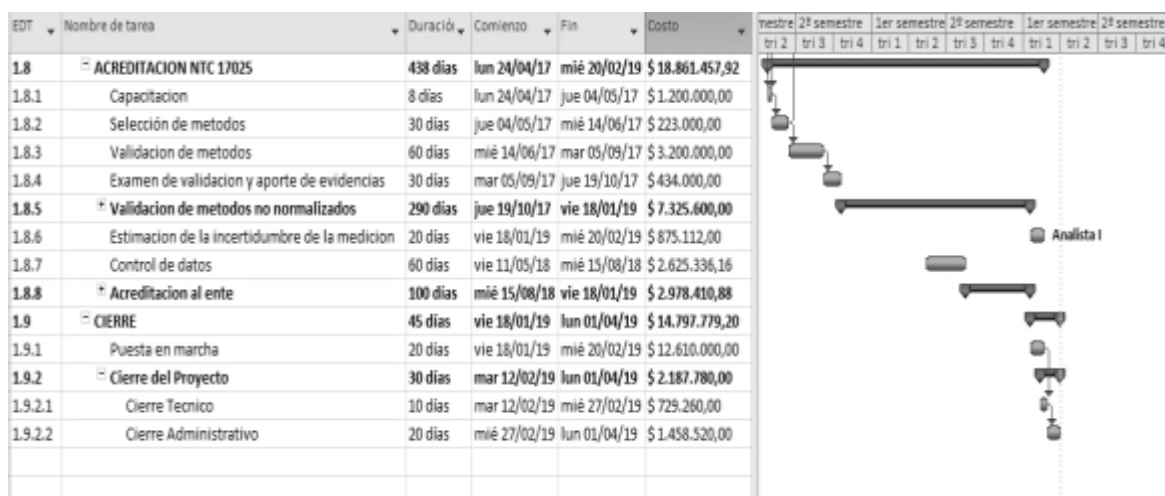 EDT Nombre de tarea Duració Comienzo Fin Costo mestre 2º semestre 1er semestre 2º semestre 1er semestre 2º semestre
tri 2 tri 3 tri 4 tri 1 tri 2 tri 3 tri 4 tri 1 tri 2 tri 3 tri 4
1.8 ACREDITACION NTC 17025 438 días lun 24/04/17 mié 20/02/19 $ 18.861.457,92
1.8.1 Capacitacion 8 días lun 24/04/17 jue 04/05/17 $ 1.200.000,00
1.8.2 Selección de metodos 30 días jue 04/05/17 mié 14/06/17 $ 223.000,00
1.8.3 Validacion de metodos 60 días mié 14/06/17 mar 05/09/17 $ 3.200.000,00
1.8.4 Examen de validacion y aporte de evidencias 30 días mar 05/09/17 jue 19/10/17 $ 434.000,00
1.8.5 Validacion de metodos no normalizados 290 días jue 19/10/17 vie 18/01/19 $ 7.325.600,00
1.8.6 Estimacion de la incertidumbre de la medicion 20 días vie 18/01/19 mié 20/02/19 $ 875.112,00 Analista I
1.8.7 Control de datos 60 días vie 11/05/18 mié 15/08/18 $ 2.625.336,16
1.8.8 Acreditacion al ente 100 días mié 15/08/18 vie 18/01/19 $ 2.978.410,88
1.9 CIERRE 45 días vie 18/01/19 lun 01/04/19 $ 14.797.779,20
1.9.1 Puesta en marcha 20 días vie 18/01/19 mié 20/02/19 $ 12.610.000,00
1.9.2 Cierre del Proyecto 30 días mar 12/02/19 lun 01/04/19 $ 2.187.780,00
1.9.2.1 Cierre Tecnico 10 días mar 12/02/19 mié 27/02/19 $ 729.260,00
1.9.2.2 Cierre Administrativo 20 días mié 27/02/19 lun 01/04/19 $ 1.458.520,00